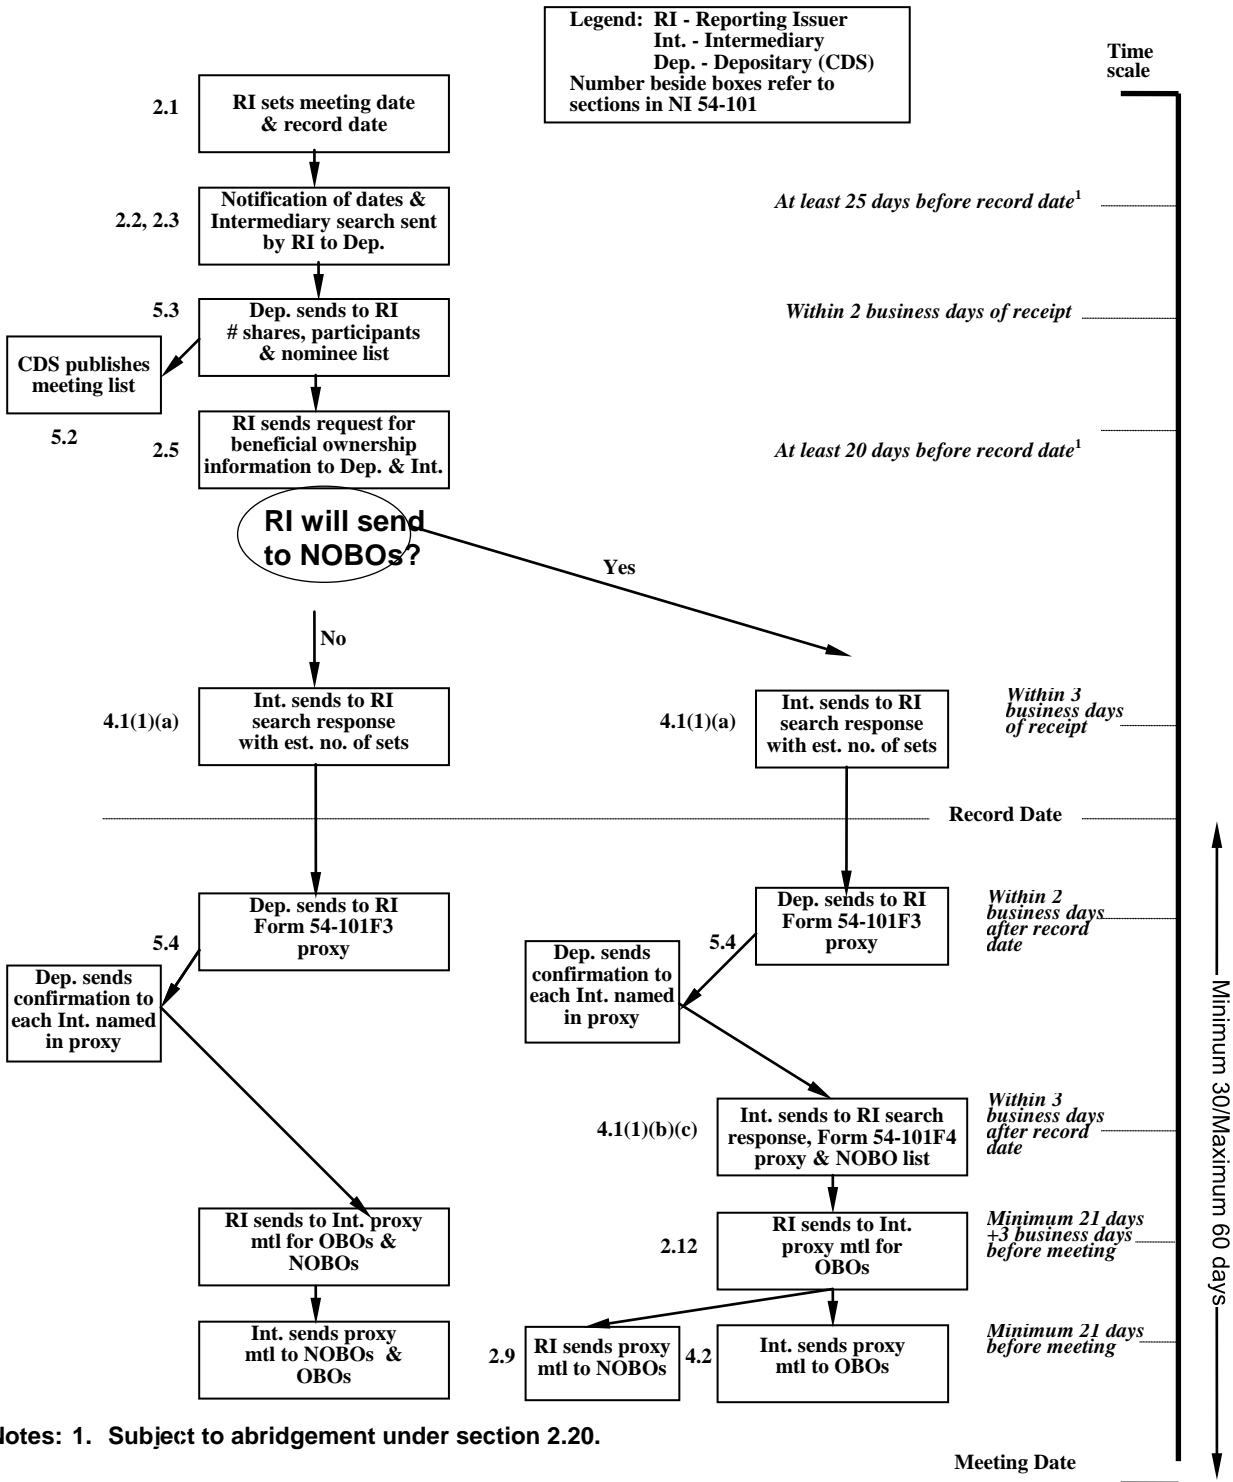 Legend: RI - Reporting Issuer
Int. - Intermediary
Dep. - Depositary (CDS)
Number beside boxes refer to
sections in NI 54-101
Time
scale
2.1
RI sets meeting date
& record date
2.2, 2.3
Notification of dates &
Intermediary search sent
by RI to Dep.
At least 25 days before record date1
5.3
Dep. sends to RI
# shares, participants
& nominee list
Within 2 business days of receipt
CDS publishes
meeting list
5.2
2.5
RI sends request for
beneficial ownership
information to Dep. & Int.
At least 20 days before record date1
RI will send
to NOBOs?
Yes
No
4.1(1)(a)
Int. sends to RI
search response
with est. no. of sets
4.1(1)(a)
Int. sends to RI
search response
with est. no. of sets
Within 3
business days
of receipt
Record Date
Dep. sends to RI
Form 54-101F3
proxy
5.4
Dep. sends
confirmation to
each Int. named
in proxy
Dep. sends to RI
Form 54-101F3
proxy
5.4
Dep. sends
confirmation to
each Int. named
in proxy
Within 2
business days
after record
date
4.1(1)(b)(c)
Int. sends to RI search
response, Form 54-101F4
proxy & NOBO list
Within 3
business days
after record
date
RI sends to Int. proxy
mtl for OBOs &
NOBOs
2.12
RI sends to Int.
proxy mtl for
OBOs
Minimum 21 days
+3 business days
before meeting
Int. sends proxy
mtl to NOBOs &
OBOs
2.9
RI sends proxy
mtl to NOBOs
4.2
Int. sends proxy
mtl to OBOs
Minimum 21 days
before meeting
Minimum 30/Maximum 60 days
Notes: 1. Subject to abridgement under section 2.20.
Meeting Date